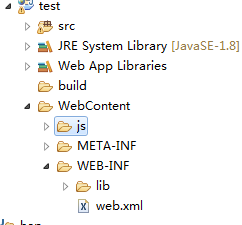 test
src
JRE System Library [JavaSE-1.8]
Web App Libraries
build
WebContent
js
META-INF
WEB-INF
lib
web.xml